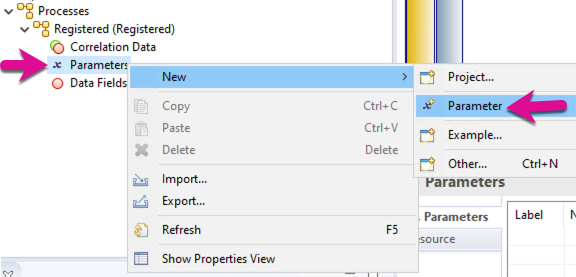 Processes
Registered (Registered)
Correlation Data
Parameters
Data Fields
New
Copy Ctrl+C
Paste Ctrl+V
Delete Delete
Import...
Export...
Refresh F5
Show Properties View
Project...
Parameter
Example...
Other... Ctrl+N
Parameters
Parameters
esource
Label N